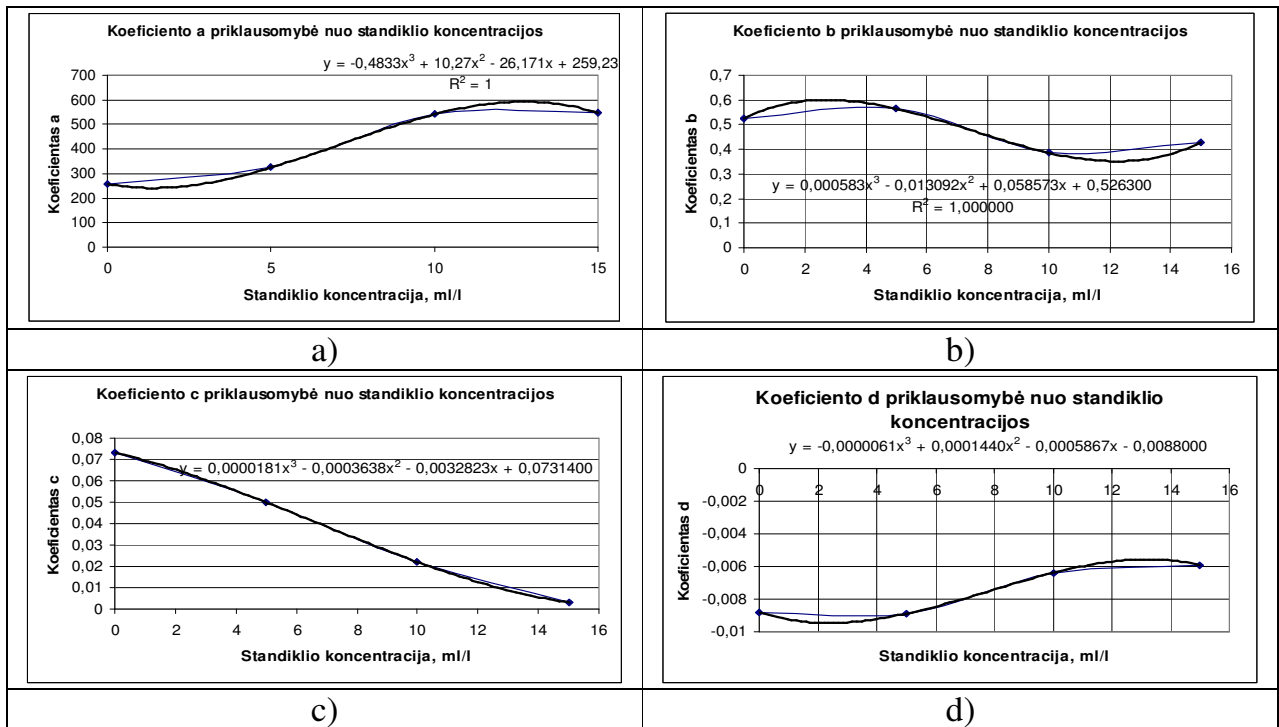 Koeficiento a priklausomybė nuo standiklio koncentracijos
y = -0,4833x³ + 10,27x² - 26,171x + 259,23
R² = 1
Koeficientas a
700
600
500
400
300
200
100
0
0 5 10 15
Standiklio koncentracija, ml/l
a)
Koeficiento b priklausomybė nuo standiklio koncentracijos
Koeficientas b
0,7
0,6
0,5
0,4
0,3
0,2
0,1
0
y = 0,000583x³ - 0,013092x² + 0,058573x + 0,526300
R² = 1,000000
0 2 4 6 8 10 12 14 16
Standiklio koncentracija, ml/l
b)
Koeficiento c priklausomybė nuo standiklio koncentracijos
Koeficientas c
0,08
0,07
0,06
0,05
0,04
0,03
0,02
0,01
0
y = 0,0000181x³ - 0,0003638x² - 0,0032823x + 0,0731400
0 2 4 6 8 10 12 14 16
Standiklio koncentracija, ml/l
c)
Koeficiento d priklausomybė nuo standiklio
koncentracijos
y = -0,0000061x³ + 0,0001440x² - 0,0005867x - 0,0088000
Koeficientas d
0
-0,002
-0,004
-0,006
-0,008
-0,01
0 2 4 6 8 10 12 14 16
Standiklio koncentracija, ml/l
d)